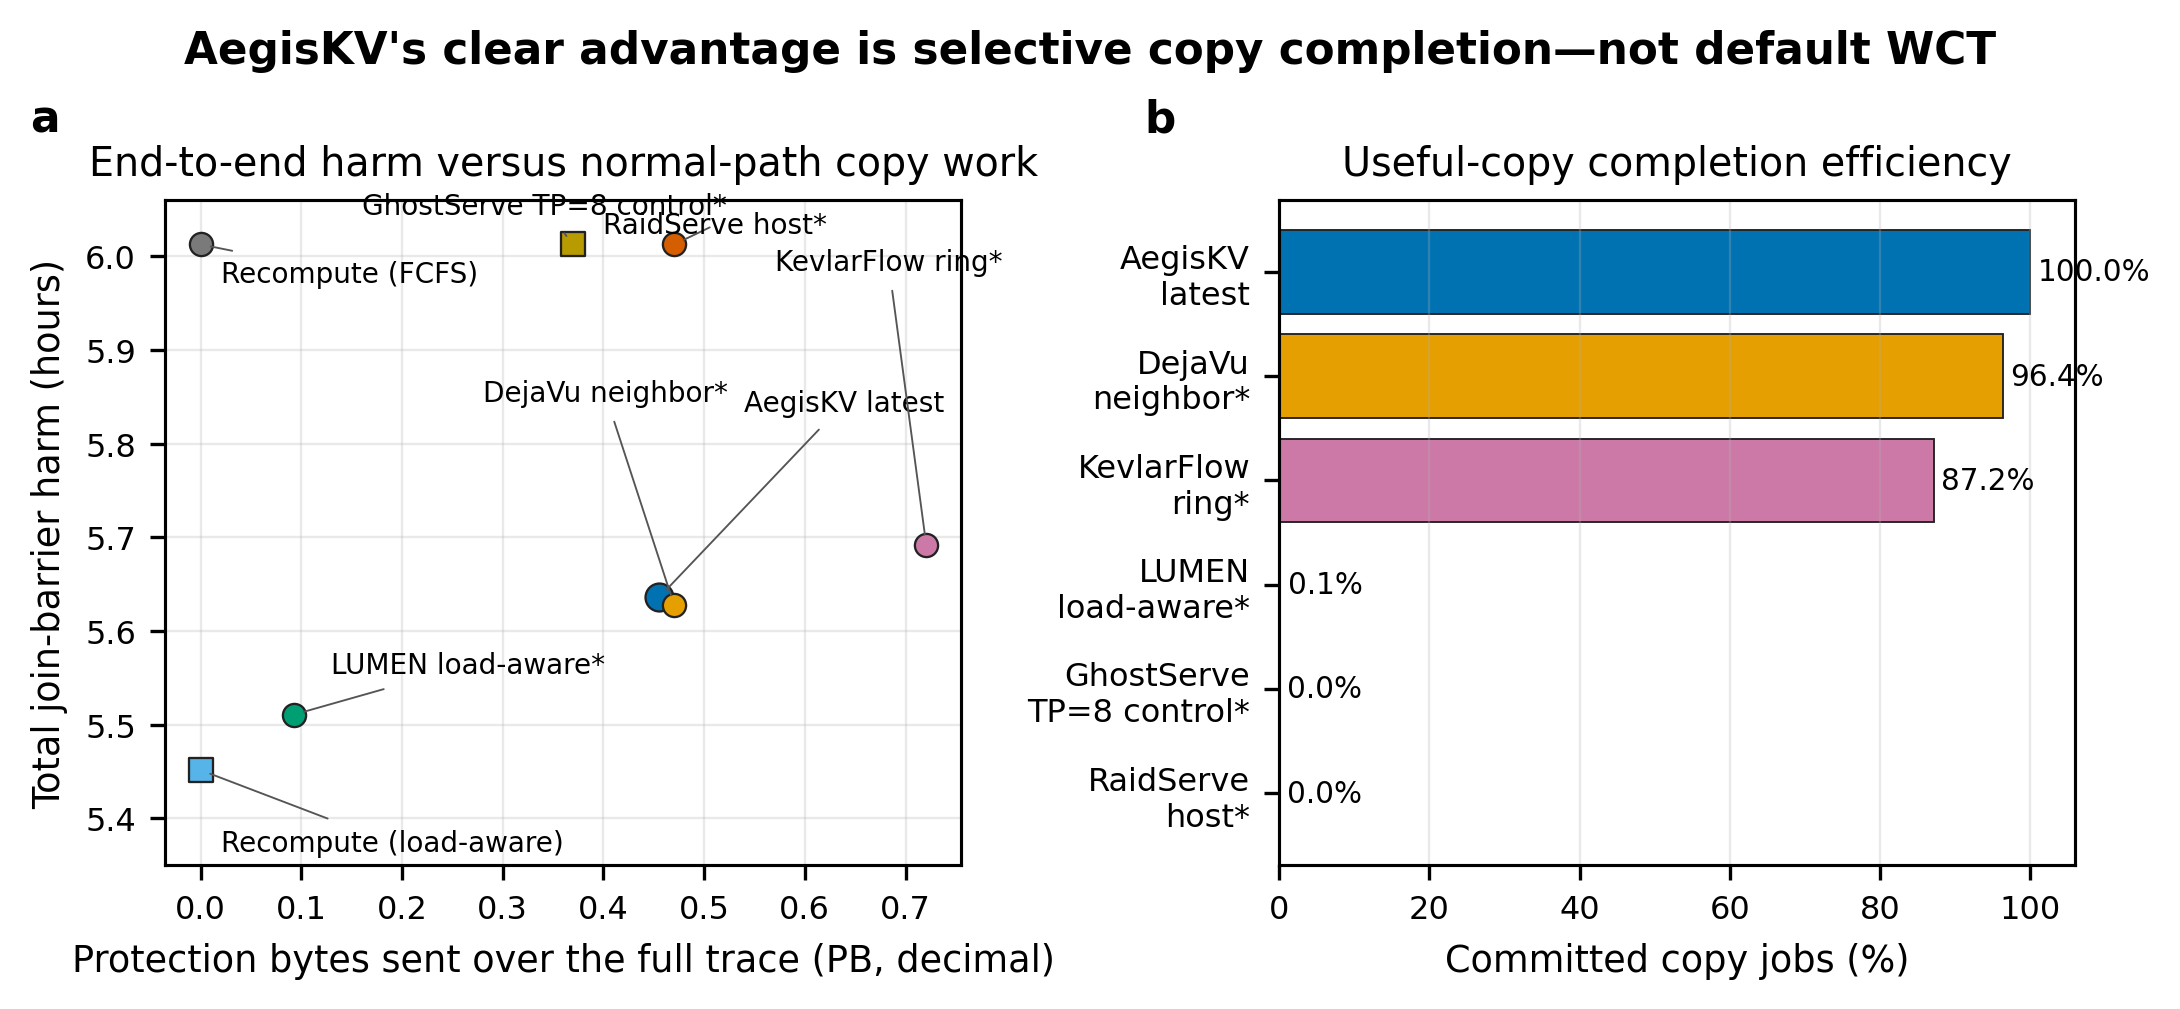 AegisKV's clear advantage is selective copy completion—not default WCT
a
End-to-end harm versus normal-path copy work
GhostServe TP=8 control*
RaidServe host*
KevlarFlow ring*
Recompute (FCFS)
DejaVu neighbor*
AegisKV latest
LUMEN load-aware*
Recompute (load-aware)
Total join-barrier harm (hours)
6.0
5.9
5.8
5.7
5.6
5.5
5.4
0.0 0.1 0.2 0.3 0.4 0.5 0.6 0.7
Protection bytes sent over the full trace (PB, decimal)
b
Useful-copy completion efficiency
AegisKV
latest
100.0%
DejaVu
neighbor*
96.4%
KevlarFlow
ring*
87.2%
LUMEN
load-aware*
0.1%
GhostServe
TP=8 control*
0.0%
RaidServe
host*
0.0%
0 20 40 60 80 100
Committed copy jobs (%)